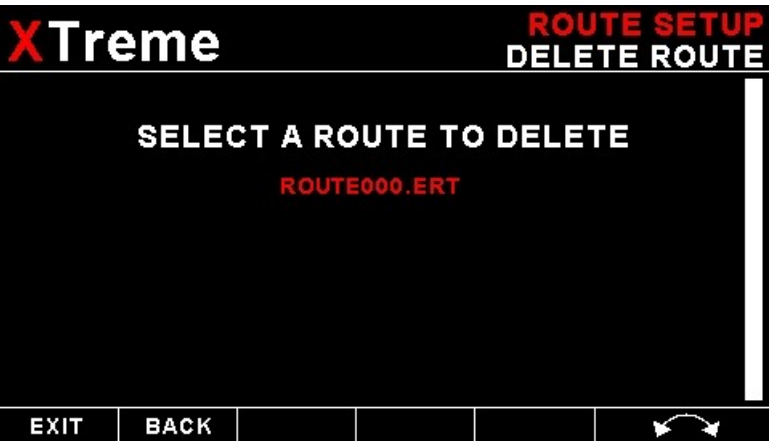 XTreme
ROUTE SETUP
DELETE ROUTE
SELECT A ROUTE TO DELETE
ROUTE000.ERT
EXIT
BACK